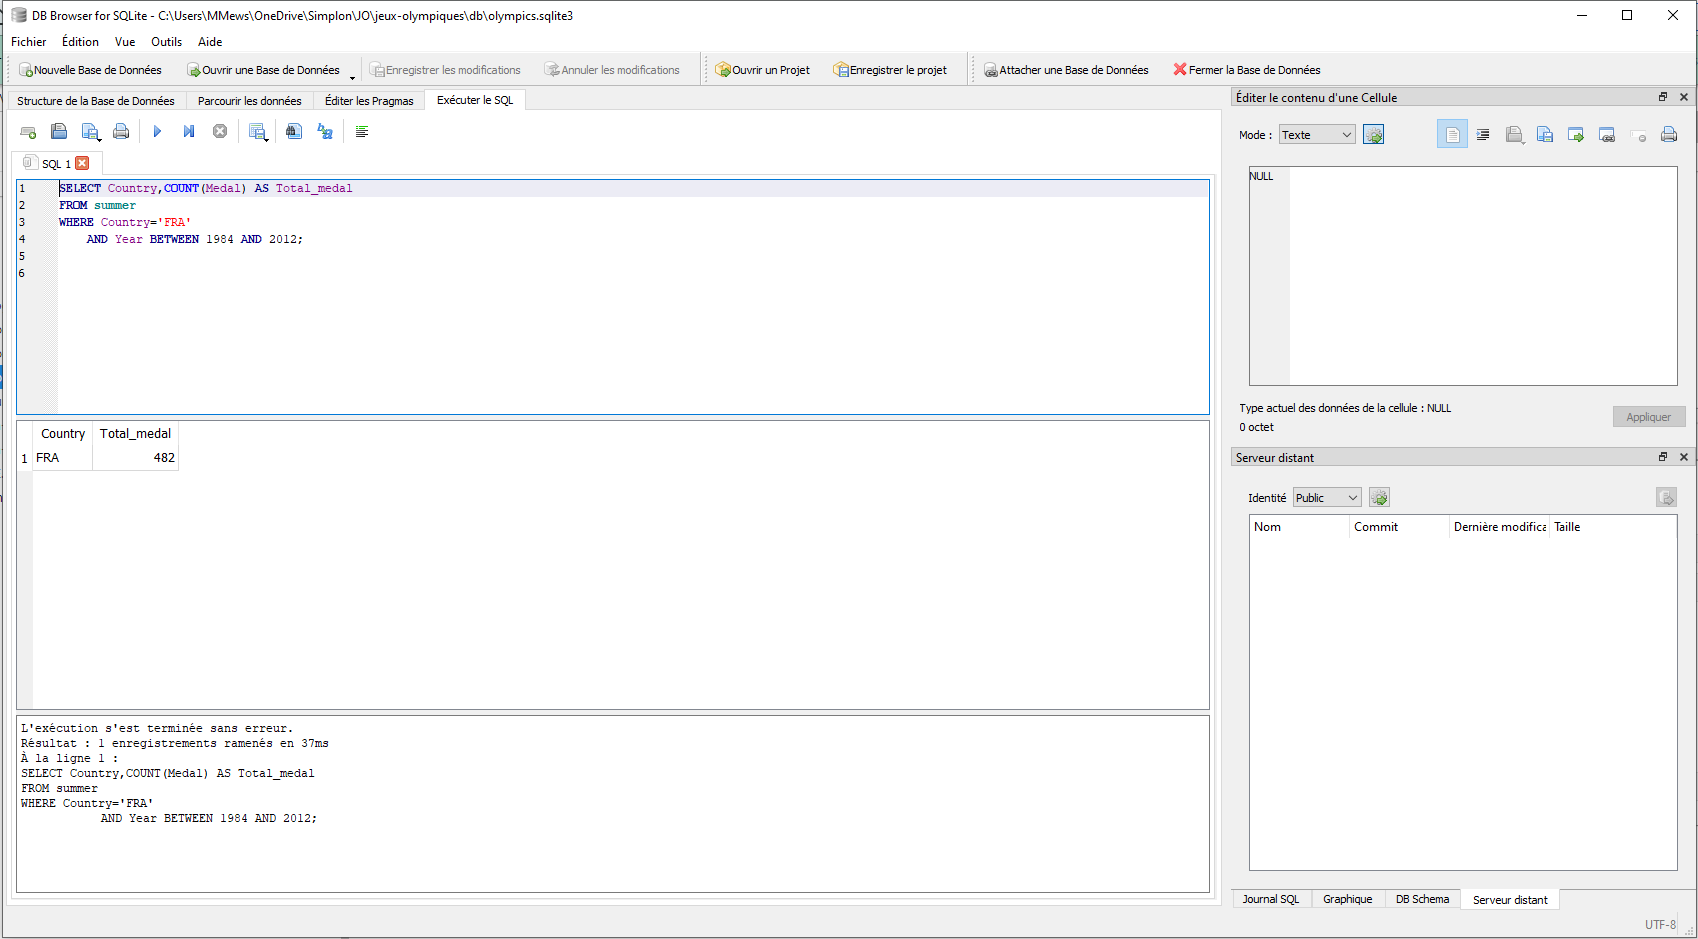 DB Browser for SQLite - C:\Users\MMews\OneDrive\Simplon\JO\jeux-olympiques\db\olympics.sqlite3
Fichier Édition Vue Outils Aide
Nouvelle Base de Données Ouvrir une Base de Données Enregistrer les modifications Annuler les modifications Ouvrir un Projet Enregistrer le projet Attacher une Base de Données Fermer la Base de Données
Structure de la Base de Données Parcourir les données Éditer les Pragmas Exécuter le SQL
SQL 1
1 SELECT Country,COUNT(Medal) AS Total_medal
2 FROM summer
3 WHERE Country='FRA'
4 AND Year BETWEEN 1984 AND 2012;
5
6
Country Total_medal
1 FRA 482
L'exécution s'est terminée sans erreur.
Résultat : 1 enregistrements ramenés en 37ms
À la ligne 1 :
SELECT Country,COUNT(Medal) AS Total_medal
FROM summer
WHERE Country='FRA'
AND Year BETWEEN 1984 AND 2012;
Éditer le contenu d'une Cellule
Mode : Texte
NULL
Type actuel des données de la cellule : NULL
0 octet
Appliquer
Serveur distant
Identité Public
Nom Commit Dernière modifica Taille
Journal SQL Graphique DB Schema Serveur distant
UTF-8